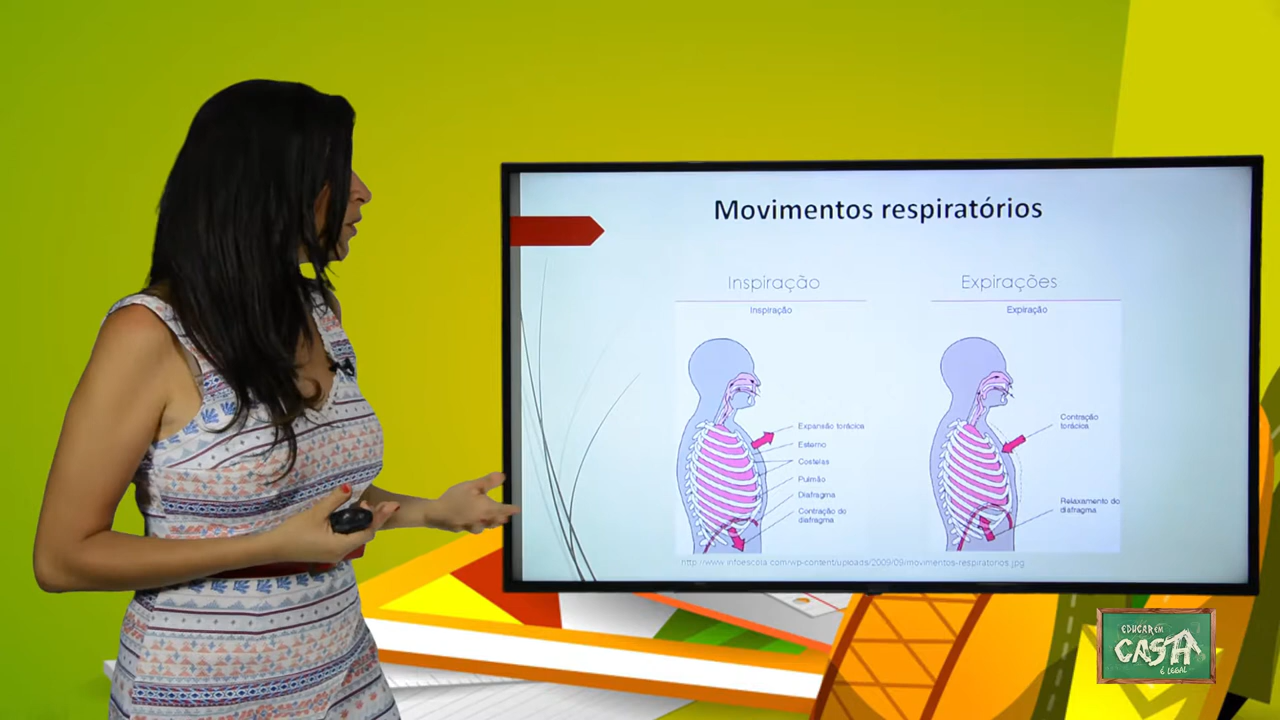 Movimentos respiratórios
Inspiração
Expirações
Inspiração
Expiração
Expansão torácica
Esterno
Costelas
Pulmão
Diafragma
Contração do
diafragma
Contração
torácica
Relaxamento do
diafragma
http://www.infoescola.com/wp-content/uploads/2009/09/movimentos-respiratorios.jpg
EDUCAR EM
CASA
É LEGAL